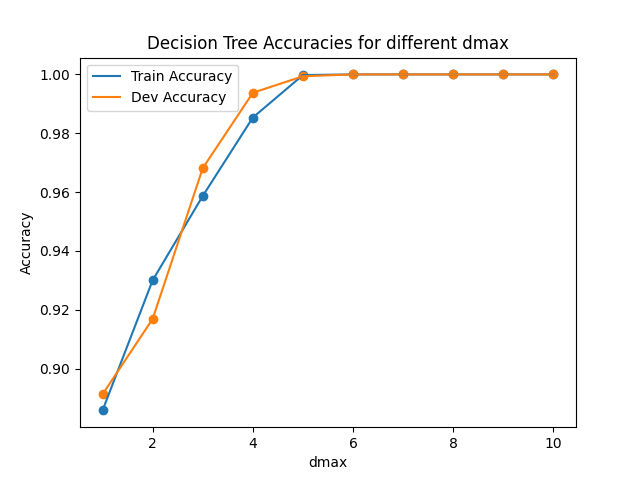 Decision Tree Accuracies for different dmax
Train Accuracy
Dev Accuracy
1.00
0.98
0.96
0.94
0.92
0.90
Accuracy
2 4 6 8 10
dmax